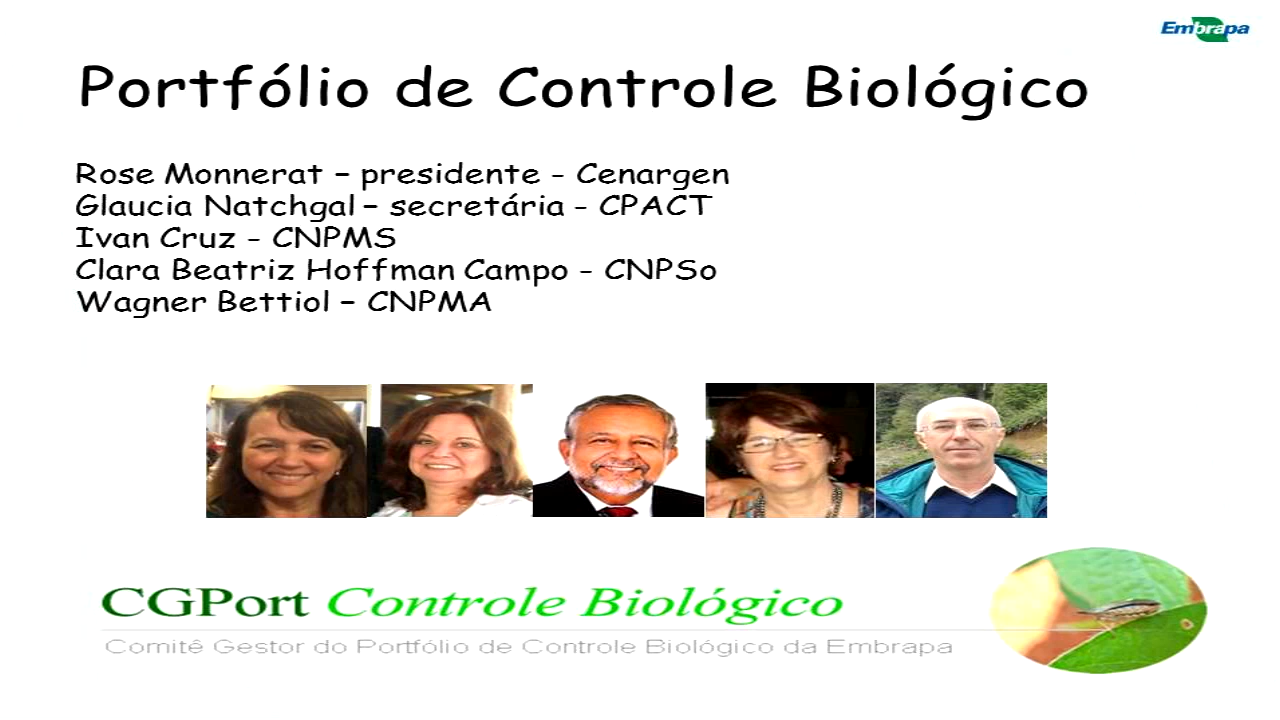 Embrapa
Portfólio de Controle Biológico
Rose Monnerat – presidente - Cenargen
Glaucia Natchgal – secretária - CPACT
Ivan Cruz - CNPMS
Clara Beatriz Hoffman Campo - CNPSo
Wagner Bettiol – CNPMA
CGPort Controle Biológico
Comitê Gestor do Portfólio de Controle Biológico da Embrapa